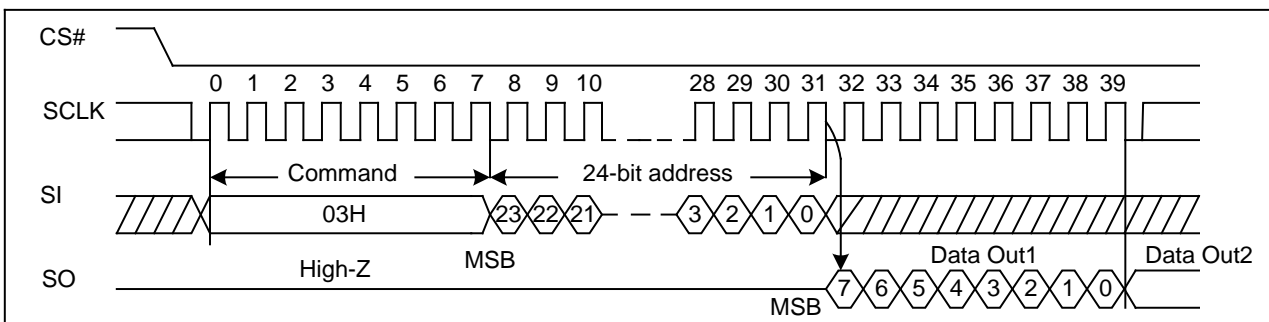 CS#
0 1 2 3 4 5 6 7 8 9 10 28 29 30 31 32 33 34 35 36 37 38 39
SCLK
Command 24-bit address
SI
03H 23 22 21 3 2 1 0
High-Z MSB Data Out1 Data Out2
SO
MSB 7 6 5 4 3 2 1 0